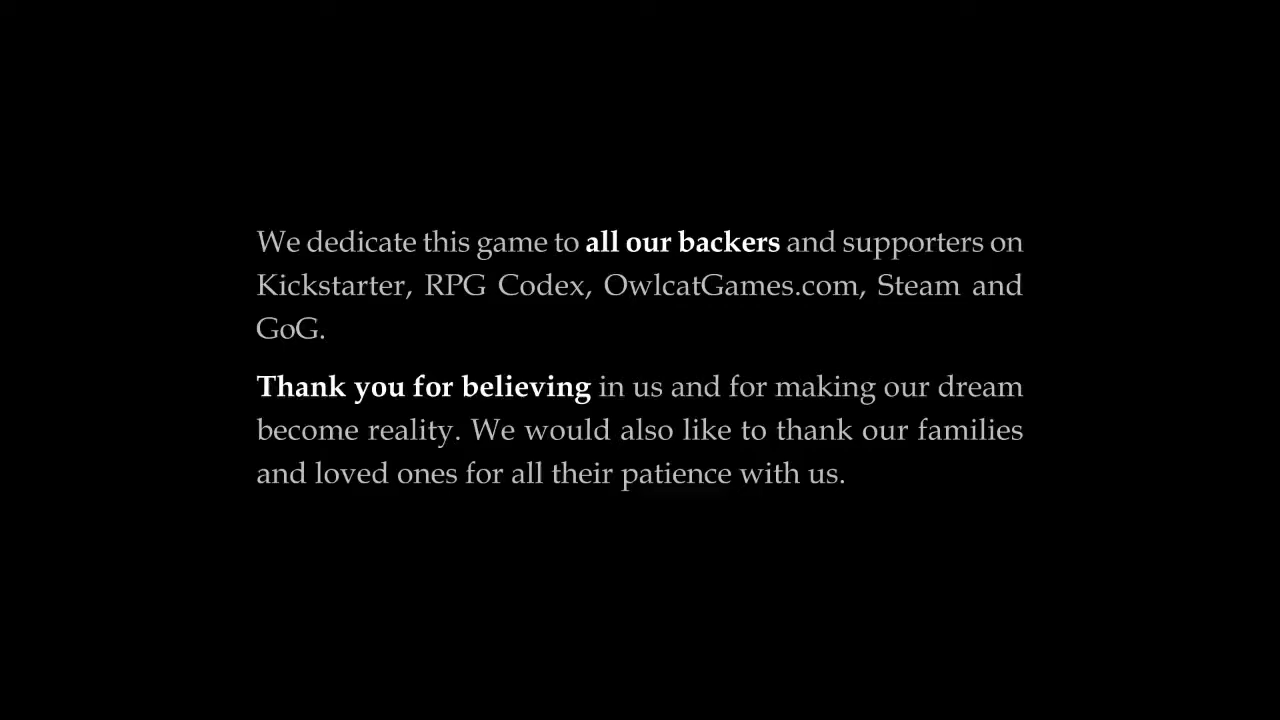 We dedicate this game to all our backers and supporters on
Kickstarter, RPG Codex, OwlcatGames.com, Steam and
GoG.
Thank you for believing in us and for making our dream
become reality. We would also like to thank our families
and loved ones for all their patience with us.